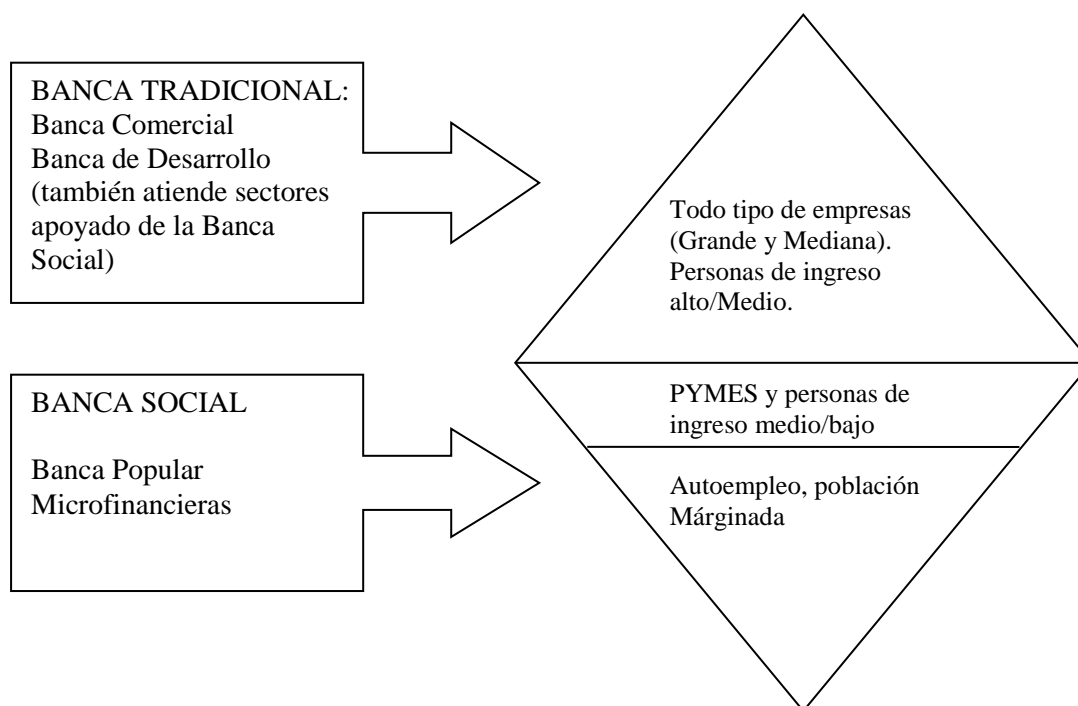 BANCA TRADICIONAL:
Banca Comercial
Banca de Desarrollo
(también atiende sectores
apoyado de la Banca
Social)
Todo tipo de empresas
(Grande y Mediana).
Personas de ingreso
alto/Medio.
BANCA SOCIAL
Banca Popular
Microfinancieras
PYMES y personas de
ingreso medio/bajo
Autoempleo, población
Márginada